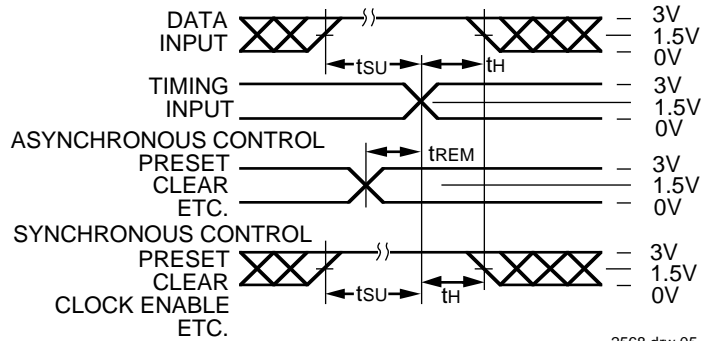 DATA
INPUT
3V
1.5V
0V
tSU
tH
TIMING
INPUT
3V
1.5V
0V
ASYNCHRONOUS CONTROL
PRESET
CLEAR
ETC.
tREM
3V
1.5V
0V
SYNCHRONOUS CONTROL
PRESET
CLEAR
CLOCK ENABLE
ETC.
tSU
tH
3V
1.5V
0V